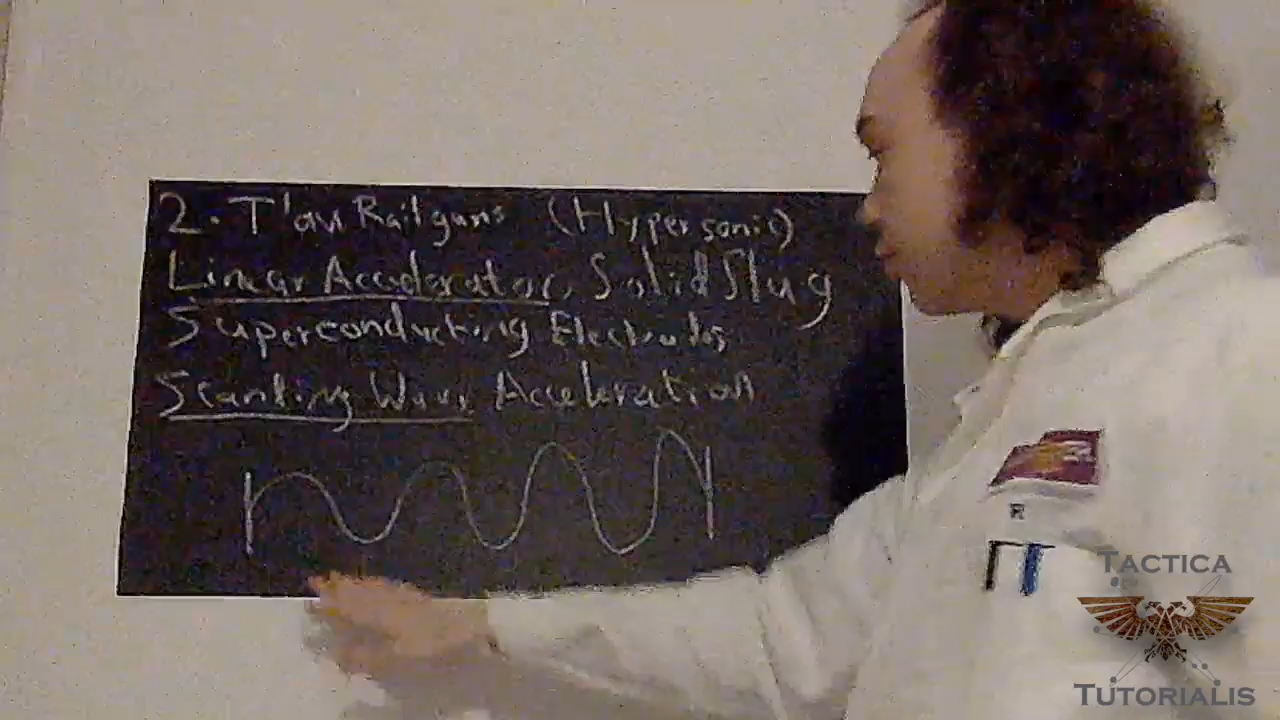 2. T'au Railguns (Hypersonic)
Linear Accelerator, Solid Slug
Superconducting Electrodes
Standing Wave Acceleration
R
TACTICA
TUTORIALIS